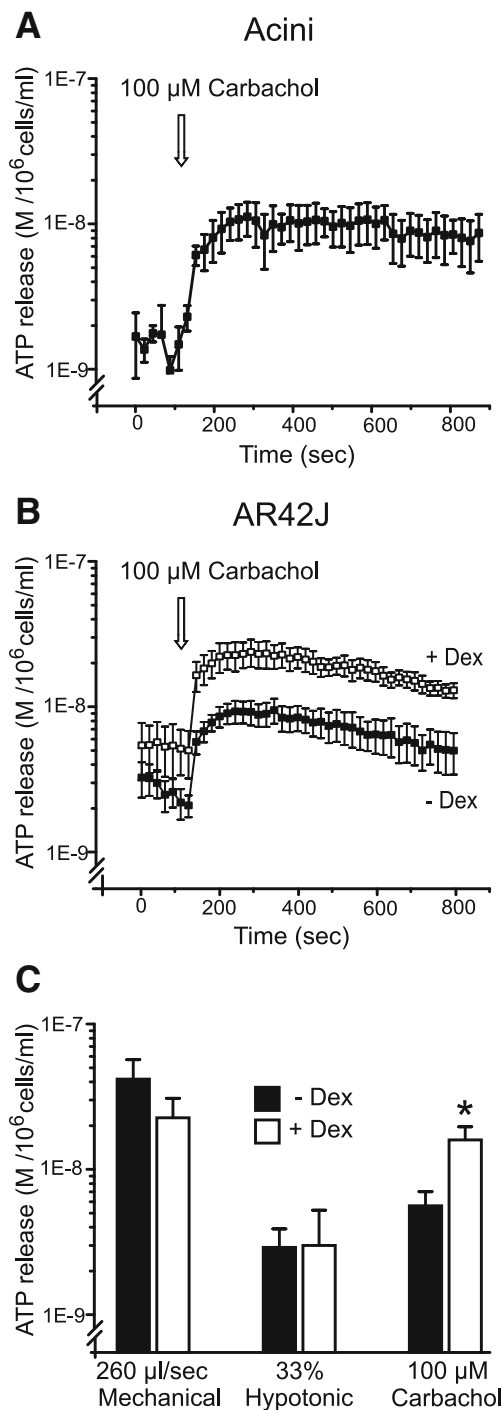 A
Acini
1E-7
100 µM Carbachol
1E-8
1E-9
ATP release (M /10⁶cells/ml)
0 200 400 600 800
Time (sec)
B
AR42J
1E-7
100 µM Carbachol
+ Dex
1E-8
- Dex
1E-9
ATP release (M /10⁶cells/ml)
0 200 400 600 800
Time (sec)
C
1E-7
- Dex
+ Dex
*
1E-8
1E-9
ATP release (M /10⁶cells/ml)
260 µl/sec 33% 100 µM
Mechanical Hypotonic Carbachol